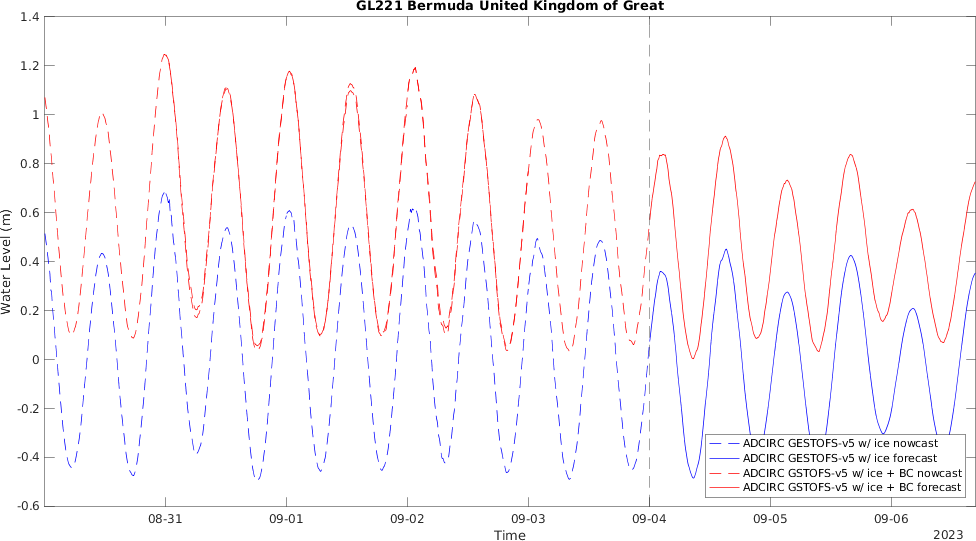 GL221 Bermuda United Kingdom of Great
1.4
1.2
1
0.8
0.6
0.4
0.2
0
-0.2
-0.4
-0.6
Water Level (m)
08-31
09-01
09-02
09-03
09-04
09-05
09-06
Time
2023
ADCIRC GESTOFS-v5 w/ ice nowcast
ADCIRC GESTOFS-v5 w/ ice forecast
ADCIRC GSTOFS-v5 w/ ice + BC nowcast
ADCIRC GSTOFS-v5 w/ ice + BC forecast